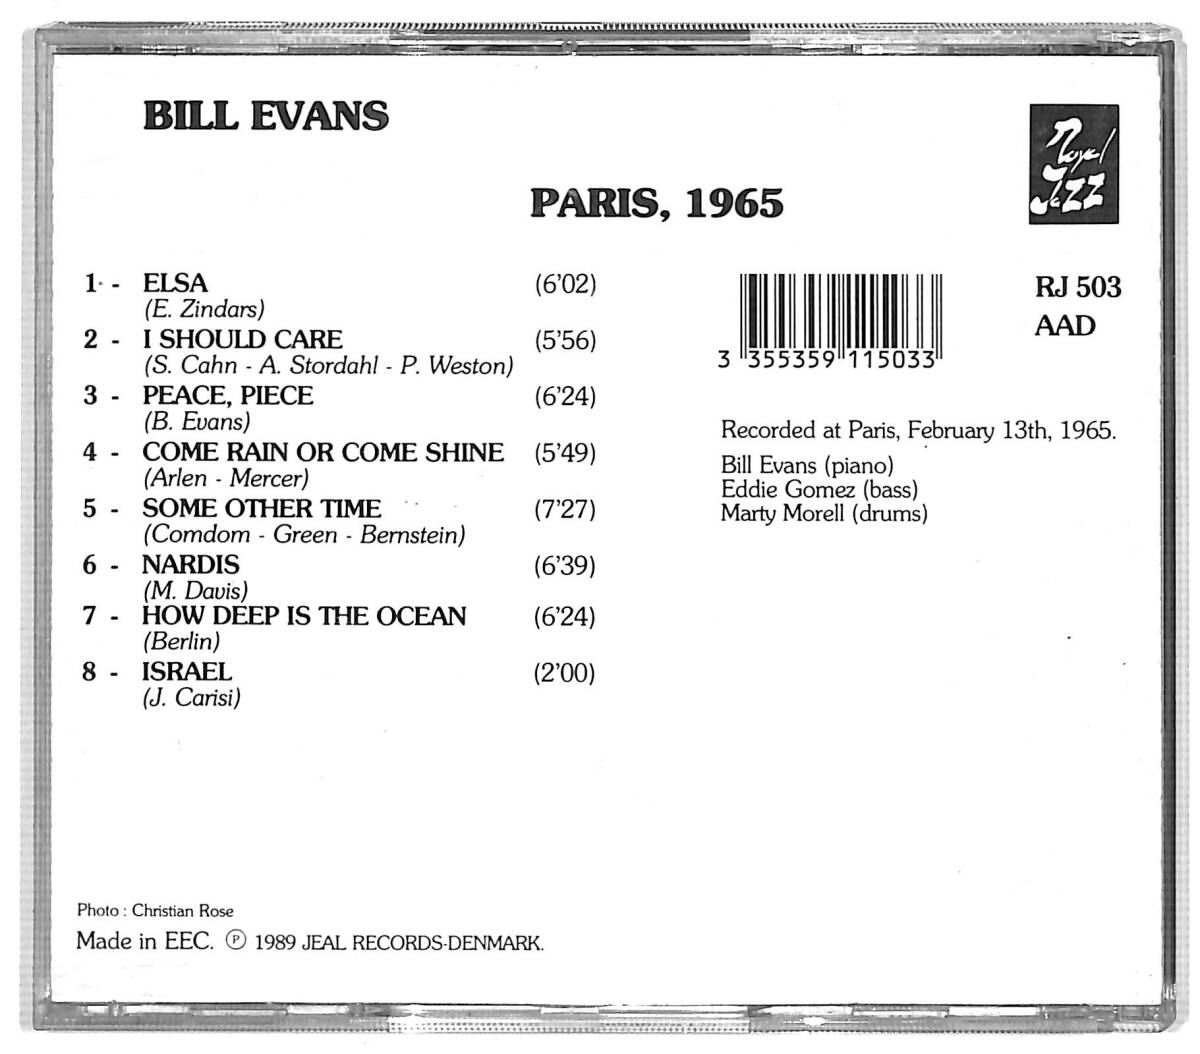 BILL EVANS
PARIS, 1965
Royal
Jazz
1 - ELSA (6'02)
(E. Zindars)
2 - I SHOULD CARE (5'56)
(S. Cahn - A. Stordahl - P. Weston)
3 - PEACE, PIECE (6'24)
(B. Evans)
4 - COME RAIN OR COME SHINE (5'49)
(Arlen - Mercer)
5 - SOME OTHER TIME (7'27)
(Comdom - Green - Bernstein)
6 - NARDIS (6'39)
(M. Davis)
7 - HOW DEEP IS THE OCEAN (6'24)
(Berlin)
8 - ISRAEL (2'00)
(J. Carisi)
3 355359 115033
RJ 503
AAD
Recorded at Paris, February 13th, 1965.
Bill Evans (piano)
Eddie Gomez (bass)
Marty Morell (drums)
Photo : Christian Rose
Made in EEC. ℗ 1989 JEAL RECORDS-DENMARK.